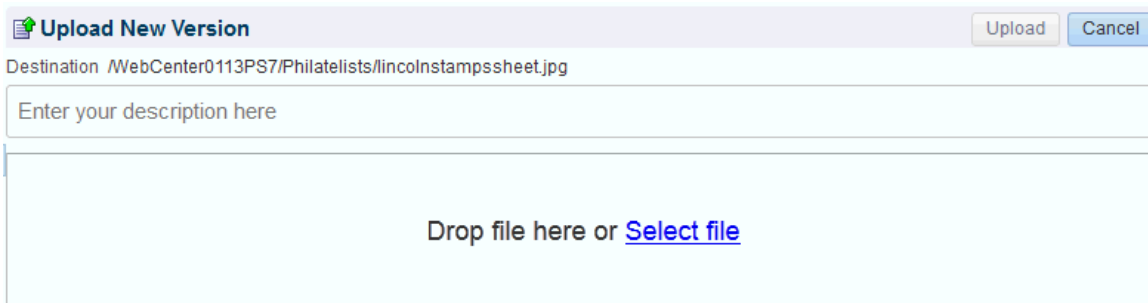 Upload New Version Upload Cancel
Destination /WebCenter0113PS7/Philatelists/lincolnstampssheet.jpg
Enter your description here
Drop file here or Select file